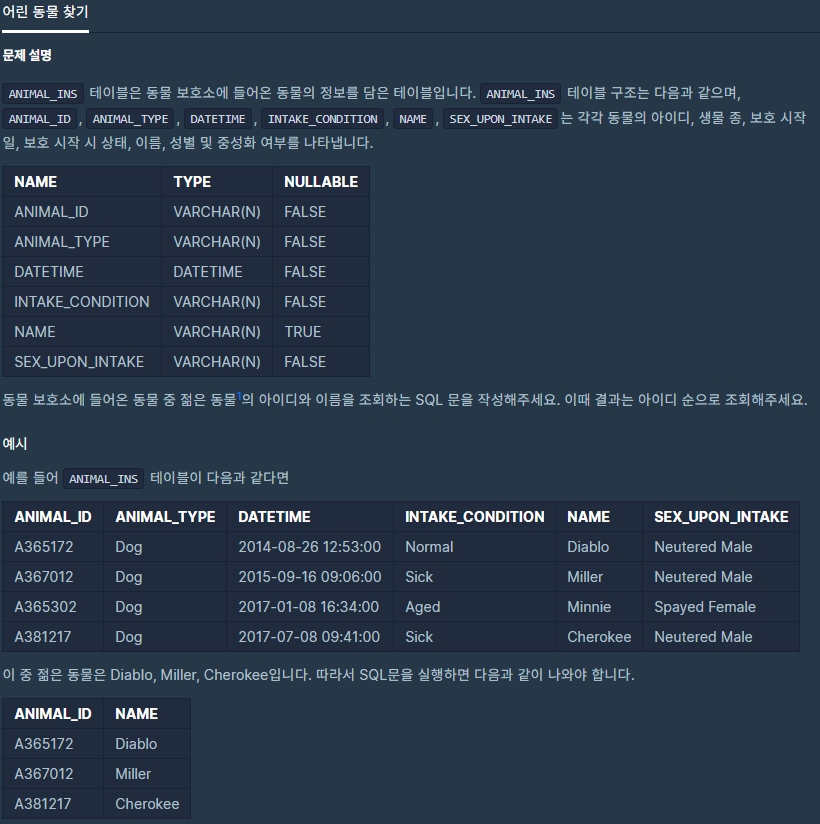 어린 동물 찾기
문제 설명
ANIMAL_INS 테이블은 동물 보호소에 들어온 동물의 정보를 담은 테이블입니다. ANIMAL_INS 테이블 구조는 다음과 같으며,
ANIMAL_ID, ANIMAL_TYPE, DATETIME, INTAKE_CONDITION, NAME, SEX_UPON_INTAKE는 각각 동물의 아이디, 생물 종, 보호 시작
일, 보호 시작 시 상태, 이름, 성별 및 중성화 여부를 나타냅니다.
NAME TYPE NULLABLE
ANIMAL_ID VARCHAR(N) FALSE
ANIMAL_TYPE VARCHAR(N) FALSE
DATETIME DATETIME FALSE
INTAKE_CONDITION VARCHAR(N) FALSE
NAME VARCHAR(N) TRUE
SEX_UPON_INTAKE VARCHAR(N) FALSE
동물 보호소에 들어온 동물 중 젊은 동물1의 아이디와 이름을 조회하는 SQL 문을 작성해주세요. 이때 결과는 아이디 순으로 조회해주세요.
예시
예를 들어 ANIMAL_INS 테이블이 다음과 같다면
ANIMAL_ID ANIMAL_TYPE DATETIME INTAKE_CONDITION NAME SEX_UPON_INTAKE
A365172 Dog 2014-08-26 12:53:00 Normal Diablo Neutered Male
A367012 Dog 2015-09-16 09:06:00 Sick Miller Neutered Male
A365302 Dog 2017-01-08 16:34:00 Aged Minnie Spayed Female
A381217 Dog 2017-07-08 09:41:00 Sick Cherokee Neutered Male
이 중 젊은 동물은 Diablo, Miller, Cherokee입니다. 따라서 SQL문을 실행하면 다음과 같이 나와야 합니다.
ANIMAL_ID NAME
A365172 Diablo
A367012 Miller
A381217 Cherokee